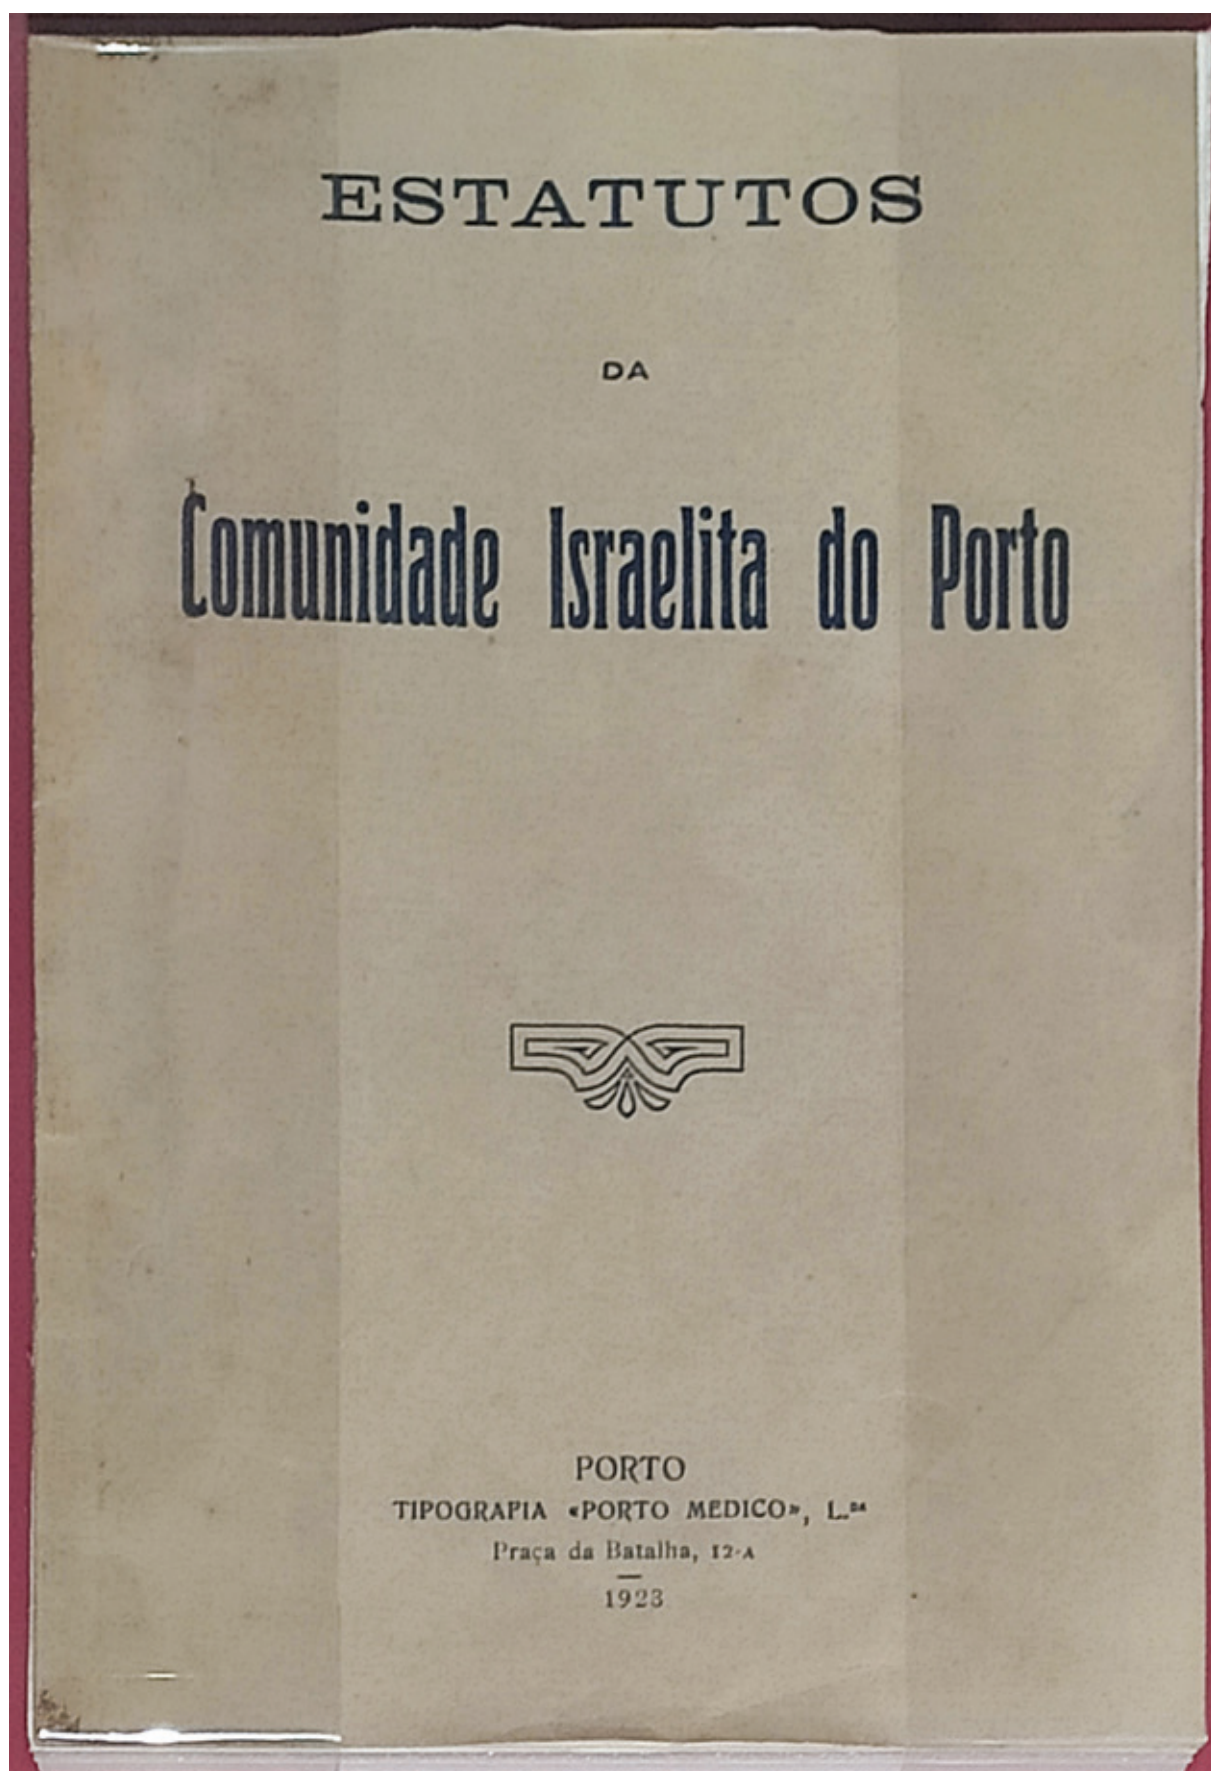 ESTATUTOS
DA
Comunidade Israelita do Porto
PORTO
TIPOGRAFIA «PORTO MEDICO», L.DA
Praça da Batalha, 12-A
1923